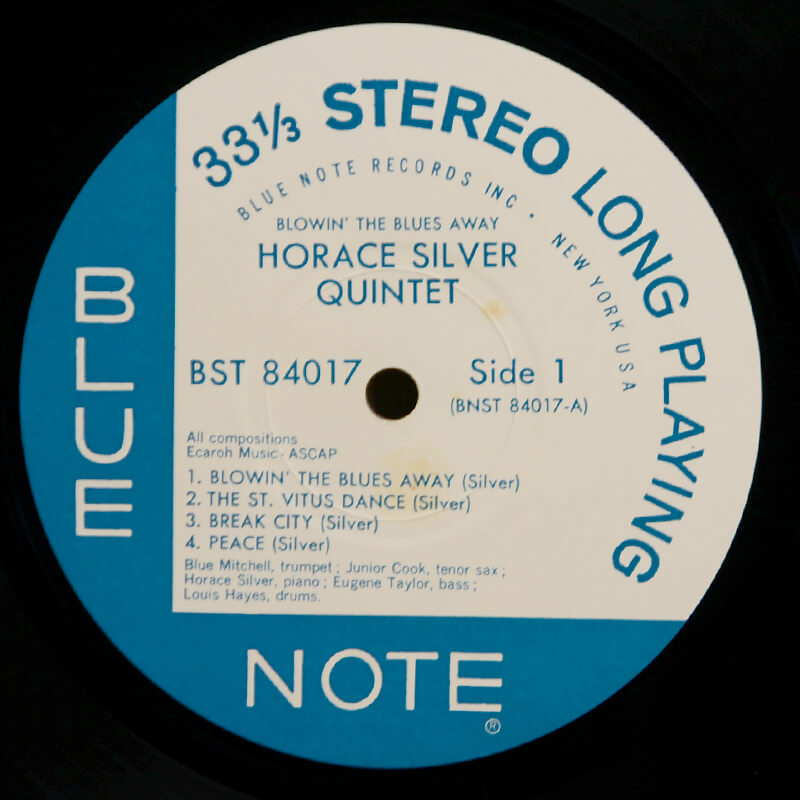 33⅓ STEREO LONG PLAYING
BLUE NOTE RECORDS INC · NEW YORK USA
BLOWIN' THE BLUES AWAY
HORACE SILVER
QUINTET
BST 84017
Side 1
(BNST 84017-A)
All compositions
Ecaroh Music - ASCAP
1. BLOWIN' THE BLUES AWAY (Silver)
2. THE ST. VITUS DANCE (Silver)
3. BREAK CITY (Silver)
4. PEACE (Silver)
Blue Mitchell, trumpet; Junior Cook, tenor sax;
Horace Silver, piano; Eugene Taylor, bass;
Louis Hayes, drums.
BLUE
NOTE
®